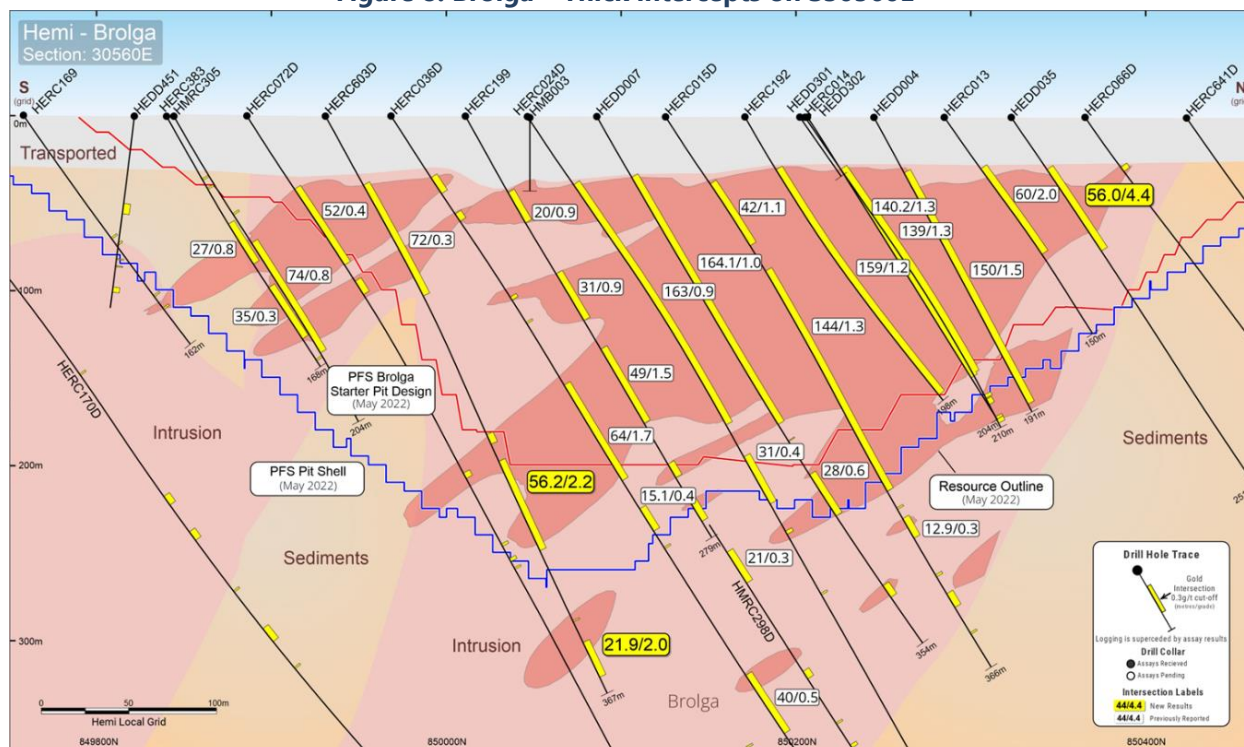 Figure 6: Brolga – Thick Intercepts on 30560E
Hemi - Brolga
Section: 30560E
S
(grid)
N
HERC169
HEDD451
HERC383
HMRC305
HERC072D
HERC603D
HERC036D
HERC199
HERC024D
HMB003
HEDD007
HERC015D
HERC192
HEDD301
HERC014
HEDD302
HEDD004
HERC013
HEDD035
HERC066D
HERC641D
0m
Transported
52/0.4
20/0.9
42/1.1
140.2/1.3
60/2.0
56.0/4.4
27/0.8
72/0.3
139/1.3
74/0.8
164.1/1.0
159/1.2
150/1.5
31/0.9
163/0.9
100m
35/0.3
144/1.3
162m
168m
150m
49/1.5
HERC170D
PFS Brolga
Starter Pit Design
(May 2022)
204m
198m
204m
210m
191m
Intrusion
64/1.7
31/0.4
Sediments
200m
PFS Pit Shell
(May 2022)
56.2/2.2
15.1/0.4
28/0.6
Resource Outline
(May 2022)
12.9/0.3
279m
21/0.3
Sediments
HMRC298D
300m
Intrusion
21.9/2.0
354m
366m
367m
Brolga
40/0.5
0
50
100m
Hemi Local Grid
849800N
850000N
850200N
850400N
Drill Hole Trace
Gold
Intersection
0.3g/t cut-off
(metres/grade)
Logging is superceded by assay results
Drill Collar
Assays Recieved
Assays Pending
Intersection Labels
44/4.4 New Results
44/4.4 Previously Reported